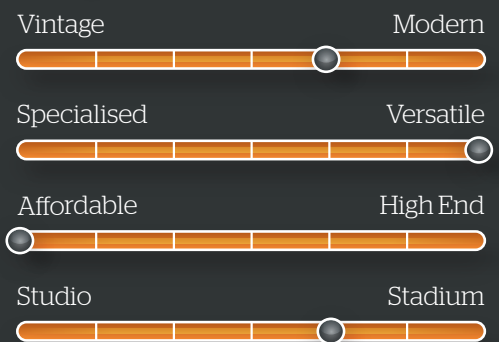 Vintage Modern
Specialised Versatile
Affordable High End
Studio Stadium